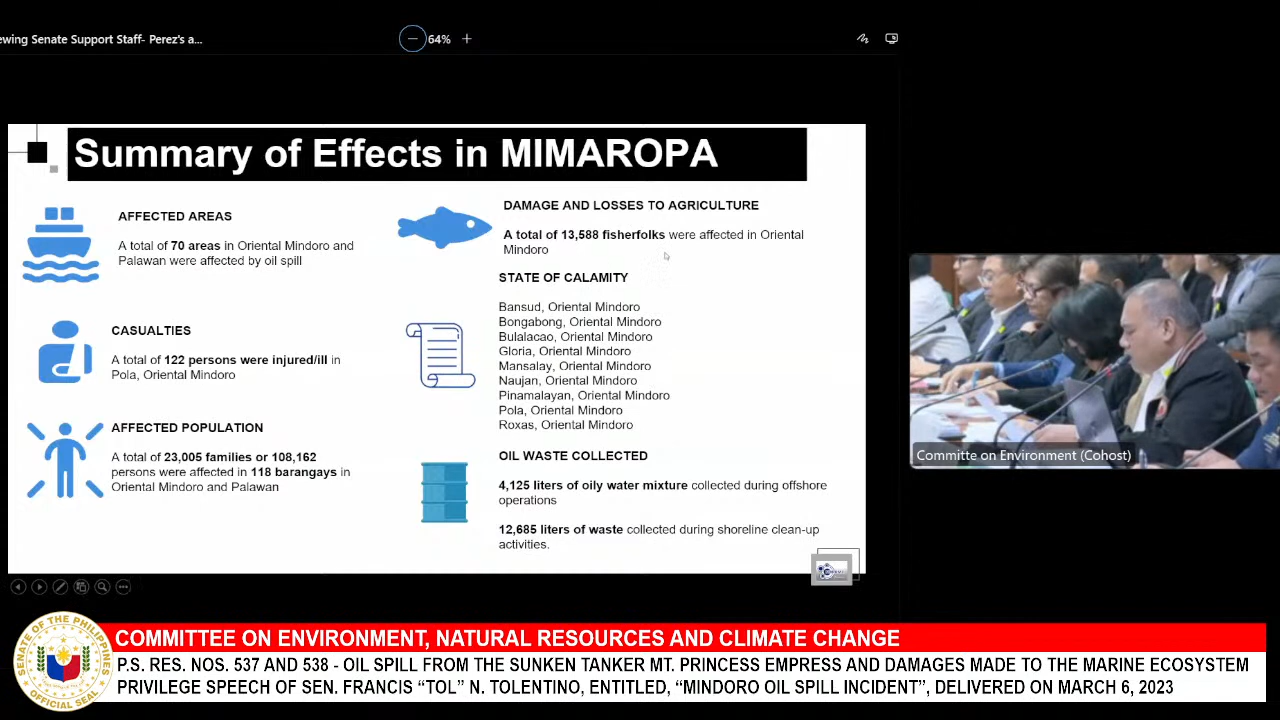 ewing Senate Support Staff- Perez's a...
64%
Summary of Effects in MIMAROPA
AFFECTED AREAS
A total of 70 areas in Oriental Mindoro and
Palawan were affected by oil spill
CASUALTIES
A total of 122 persons were injured/ill in
Pola, Oriental Mindoro
AFFECTED POPULATION
A total of 23,005 families or 108,162
persons were affected in 118 barangays in
Oriental Mindoro and Palawan
DAMAGE AND LOSSES TO AGRICULTURE
A total of 13,588 fisherfolks were affected in Oriental
Mindoro
STATE OF CALAMITY
Bansud, Oriental Mindoro
Bongabong, Oriental Mindoro
Bulalacao, Oriental Mindoro
Gloria, Oriental Mindoro
Mansalay, Oriental Mindoro
Naujan, Oriental Mindoro
Pinamalayan, Oriental Mindoro
Pola, Oriental Mindoro
Roxas, Oriental Mindoro
OIL WASTE COLLECTED
4,125 liters of oily water mixture collected during offshore
operations
12,685 liters of waste collected during shoreline clean-up
activities.
Committe on Environment (Cohost)
SENATE OF THE PHILIPPINES
OFFICIAL SEAL
COMMITTEE ON ENVIRONMENT, NATURAL RESOURCES AND CLIMATE CHANGE
P.S. RES. NOS. 537 AND 538 - OIL SPILL FROM THE SUNKEN TANKER MT. PRINCESS EMPRESS AND DAMAGES MADE TO THE MARINE ECOSYSTEM
PRIVILEGE SPEECH OF SEN. FRANCIS “TOL” N. TOLENTINO, ENTITLED, “MINDORO OIL SPILL INCIDENT”, DELIVERED ON MARCH 6, 2023